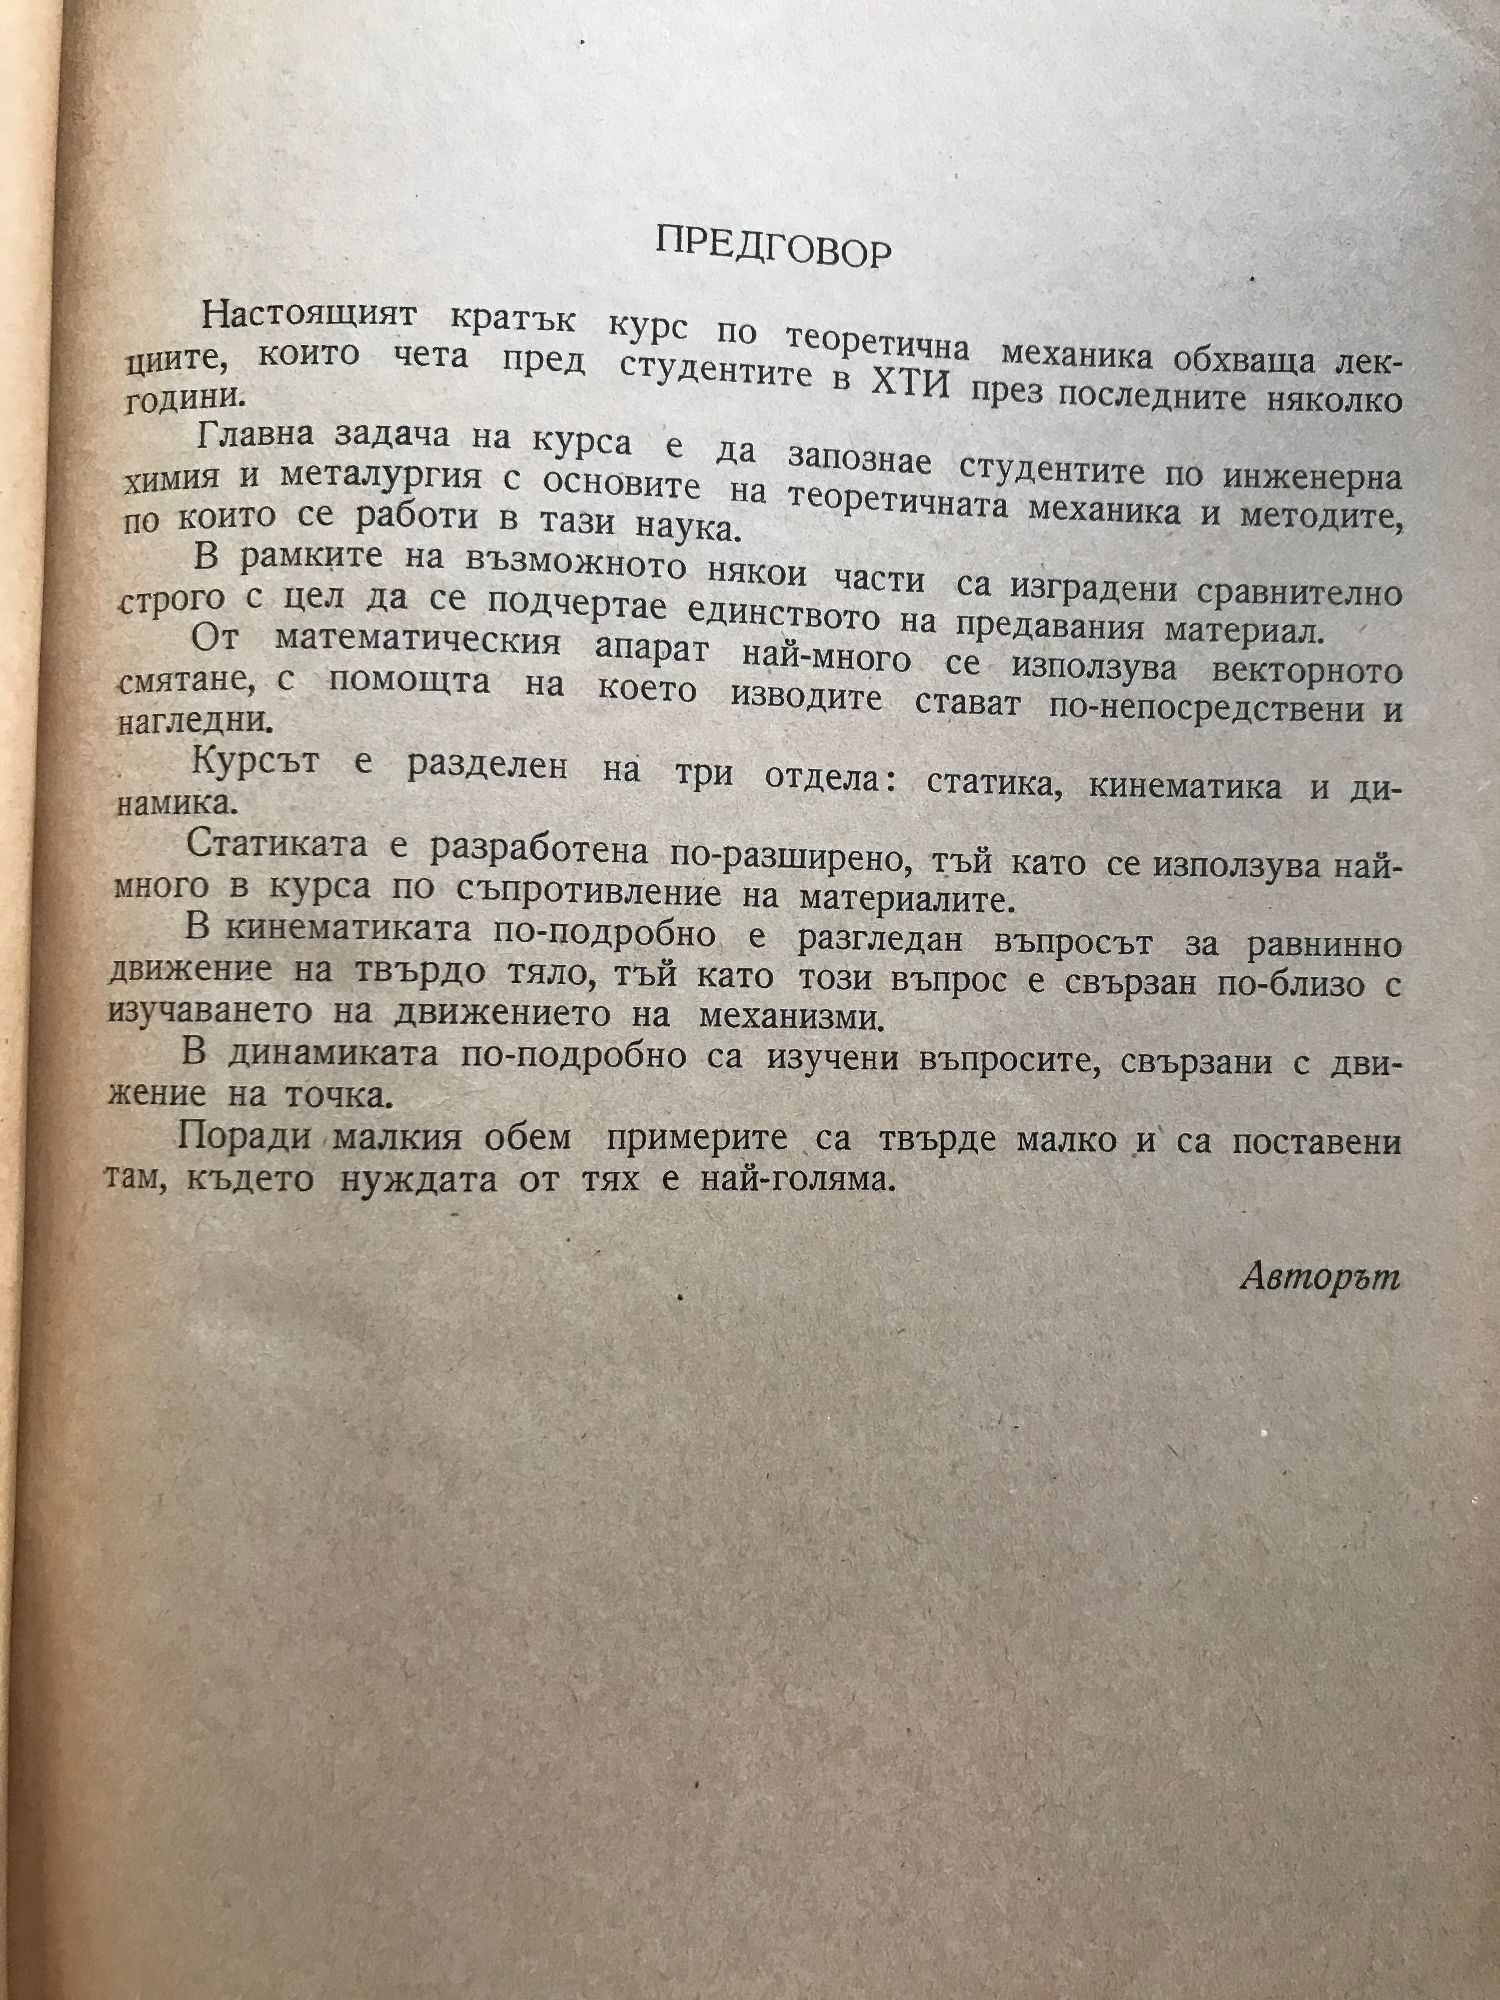 ПРЕДГОВОР
Настоящият кратък курс по теоретична механика обхваща лек-
циите, които чета пред студентите в ХТИ през последните няколко
години.
Главна задача на курса е да запознае студентите по инженерна
химия и металургия с основите на теоретичната механика и методите,
по които се работи в тази наука.
В рамките на възможното някои части са изградени сравнително
строго с цел да се подчертае единството на предавания материал.
От математическия апарат най-много се използува векторното
смятане, с помощта на което изводите стават по-непосредствени и
нагледни.
Курсът е разделен на три отдела: статика, кинематика и ди-
намика.
Статиката е разработена по-разширено, тъй като се използува най-
много в курса по съпротивление на материалите.
В кинематиката по-подробно е разгледан въпросът за равнинно
движение на твърдо тяло, тъй като този въпрос е свързан по-близо с
изучаването на движението на механизми.
В динамиката по-подробно са изучени въпросите, свързани с дви-
жение на точка.
Поради малкия обем примерите са твърде малко и са поставени
там, където нуждата от тях е най-голяма.
Авторът